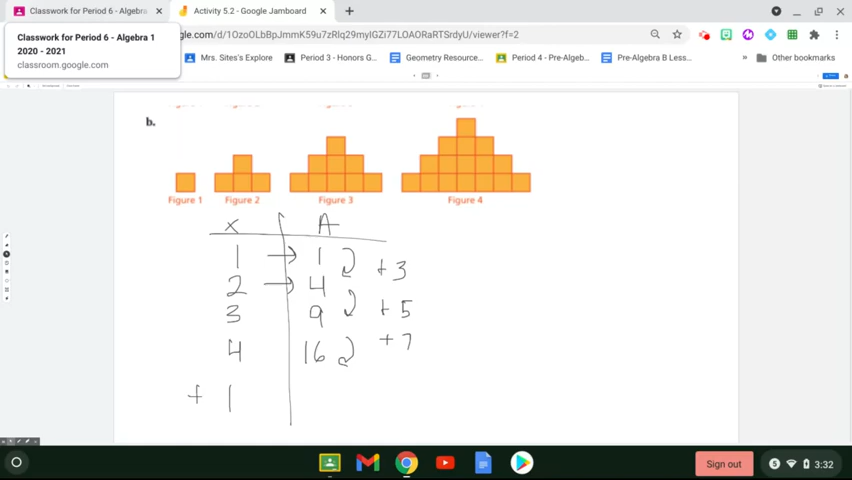 Classwork for Period 6 - Algebra
Activity 5.2 - Google Jamboard
gle.com/d/1OzoOLbBpJmmK59u7zRlq29mylGZi77LOAORaRTSrdyU/viewer?f=2
Classwork for Period 6 - Algebra 1
2020 - 2021
classroom.google.com
Mrs. Sites's Explore
Period 3 - Honors G...
Geometry Resource...
Period 4 - Pre-Algeb...
Pre-Algebra B Less...
»
Other bookmarks
b.
Figure 1 Figure 2 Figure 3 Figure 4
x A
1 → 1 + 3
2 → 4
3 9 + 5
4 16 + 7
+ 1
Sign out
5
3:32